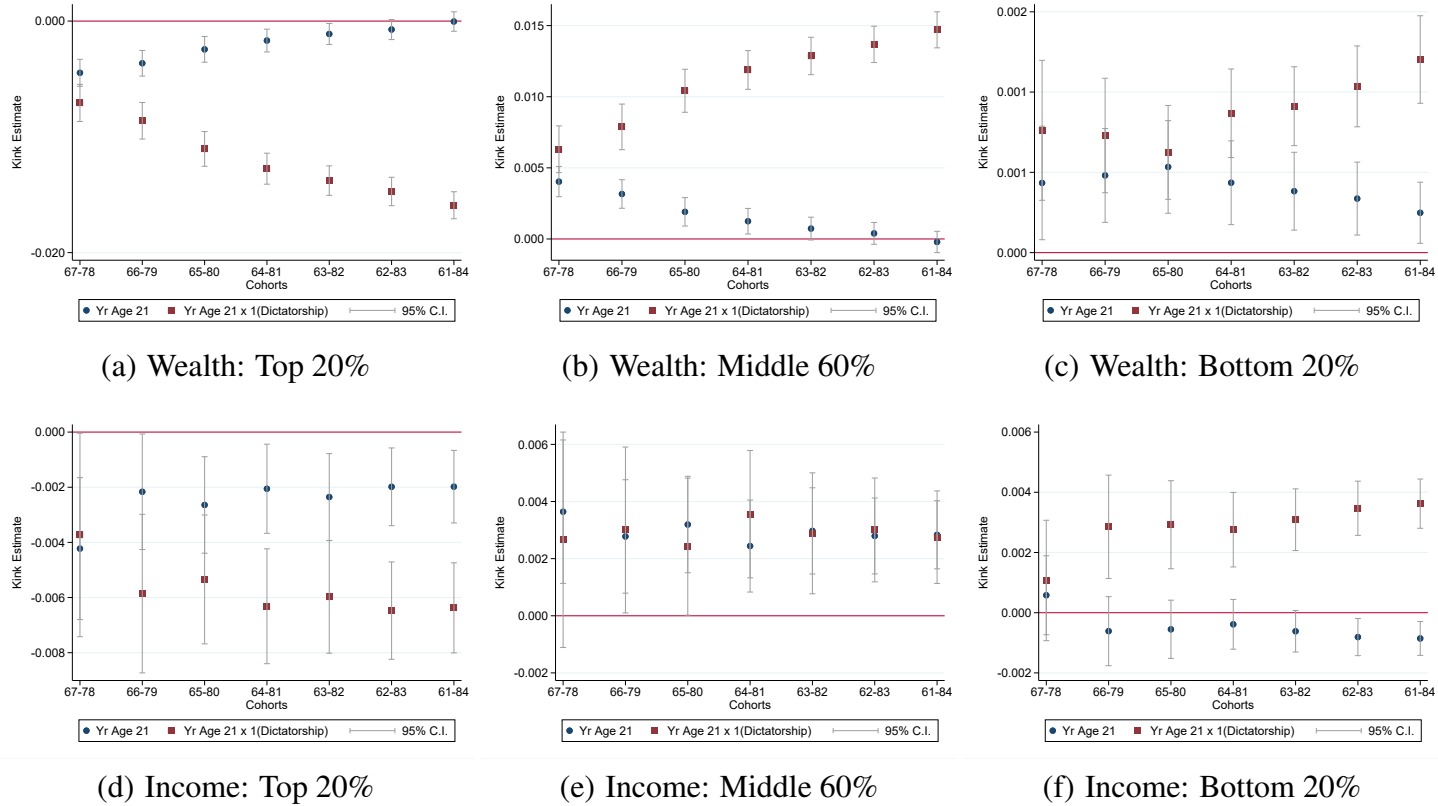 0.000
-0.020
Kink Estimate
67-78 66-79 65-80 64-81 63-82 62-83 61-84
Cohorts
Yr Age 21 Yr Age 21 x 1(Dictatorship) 95% C.I.
(a) Wealth: Top 20%
0.015
0.010
0.005
0.000
Kink Estimate
67-78 66-79 65-80 64-81 63-82 62-83 61-84
Cohorts
Yr Age 21 Yr Age 21 x 1(Dictatorship) 95% C.I.
(b) Wealth: Middle 60%
0.002
0.001
0.001
0.000
Kink Estimate
67-78 66-79 65-80 64-81 63-82 62-83 61-84
Cohorts
Yr Age 21 Yr Age 21 x 1(Dictatorship) 95% C.I.
(c) Wealth: Bottom 20%
0.000
-0.002
-0.004
-0.006
-0.008
Kink Estimate
67-78 66-79 65-80 64-81 63-82 62-83 61-84
Cohorts
Yr Age 21 Yr Age 21 x 1(Dictatorship) 95% C.I.
(d) Income: Top 20%
0.006
0.004
0.002
0.000
-0.002
Kink Estimate
67-78 66-79 65-80 64-81 63-82 62-83 61-84
Cohorts
Yr Age 21 Yr Age 21 x 1(Dictatorship) 95% C.I.
(e) Income: Middle 60%
0.006
0.004
0.002
0.000
-0.002
Kink Estimate
67-78 66-79 65-80 64-81 63-82 62-83 61-84
Cohorts
Yr Age 21 Yr Age 21 x 1(Dictatorship) 95% C.I.
(f) Income: Bottom 20%